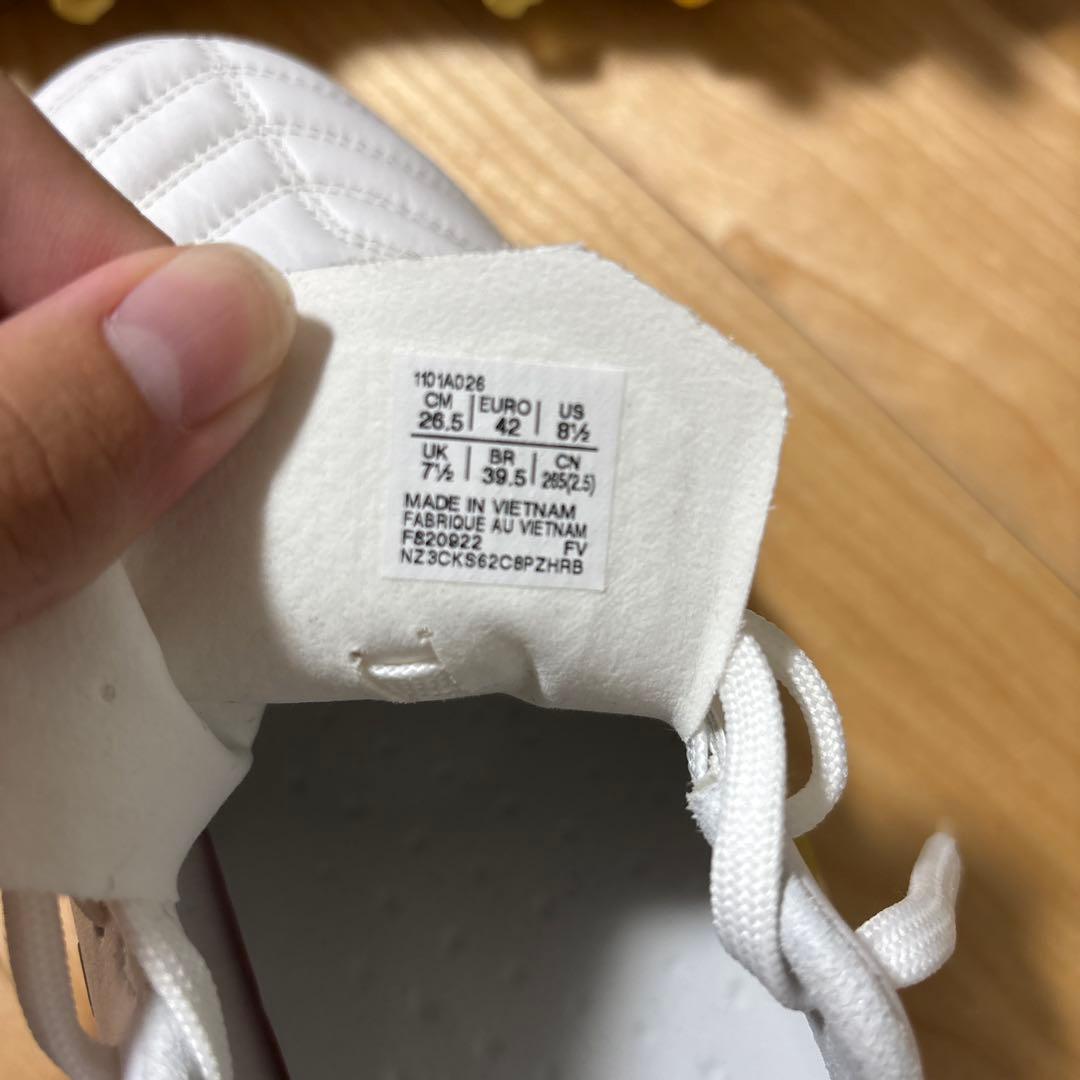 1101A026
CM | EURO | US
26.5 | 42 | 8½
UK | BR | CN
7½ | 39.5 | 265(2.5)
MADE IN VIETNAM
FABRIQUE AU VIETNAM
F820922 FV
NZ3CKS62C8PZHRB